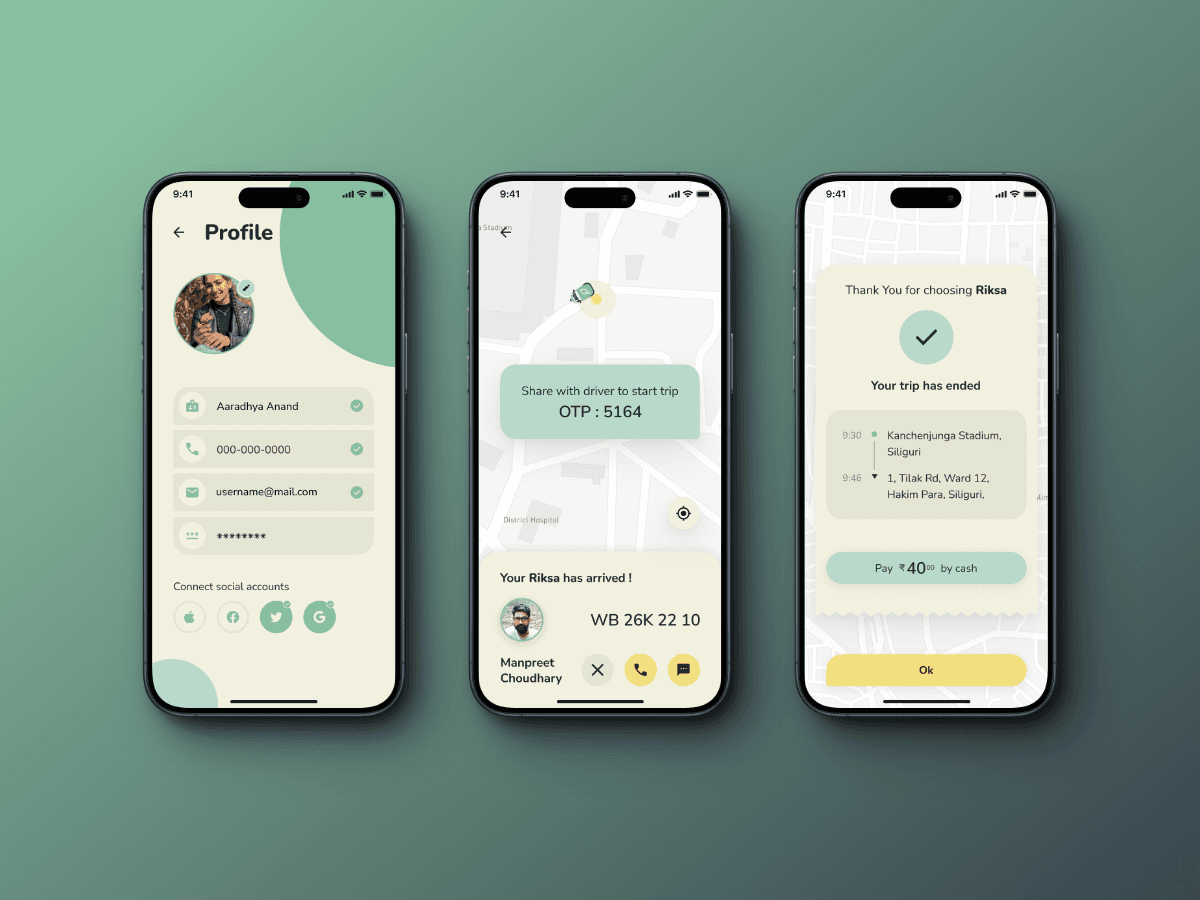 9:41
Profile
Aaradhya Anand
000-000-0000
username@mail.com
********
Connect social accounts
9:41
a Stadium
Share with driver to start trip
OTP : 5164
District Hospital
Your Riksa has arrived !
WB 26K 22 10
Manpreet
Choudhary
9:41
Thank You for choosing Riksa
Your trip has ended
9:30 Kanchenjunga Stadium,
Siliguri
9:46 1, Tilak Rd, Ward 12,
Hakim Para, Siliguri,
Pay ₹4000 by cash
Ok